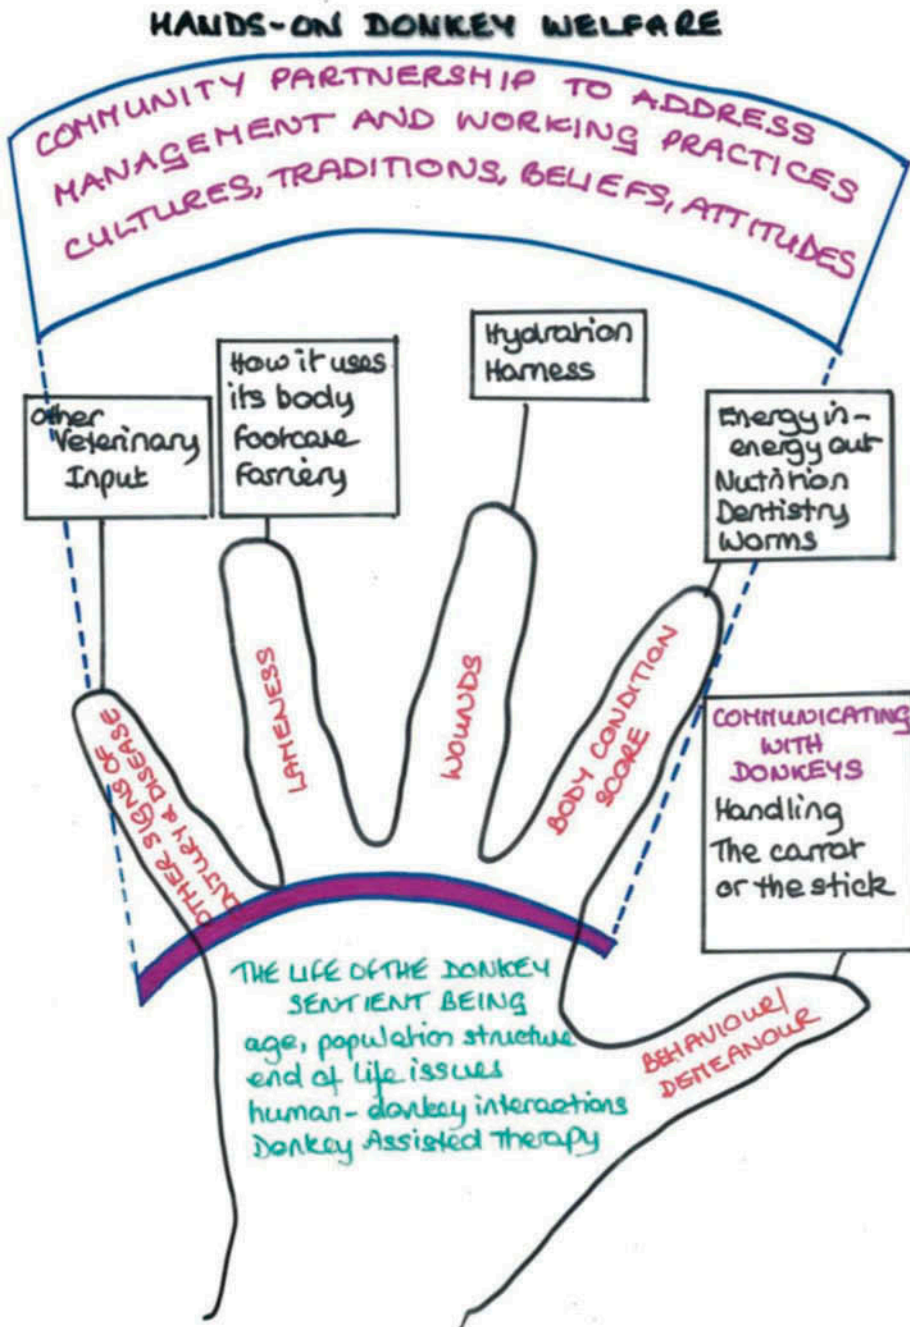 HANDS-ON DONKEY WELFARE
COMMUNITY PARTNERSHIP TO ADDRESS
MANAGEMENT AND WORKING PRACTICES
CULTURES, TRADITIONS, BELIEFS, ATTITUDES
Other
Veterinary
Input
How it uses
its body
Footcare
Farriery
Hydration
Harness
Energy in-
energy out
Nutrition
Dentistry
Worms
COMMUNICATING
WITH
DONKEYS
Handling
The carrot
or the stick
OTHER SIGNS OF
INJURY & DISEASE
LAMENESS
WOUNDS
BODY CONDITION
SCORE
BEHAVIOUR/
DEMEANOUR
THE LIFE OF THE DONKEY
SENTIENT BEING
age, population structure
end of life issues
human-donkey interactions
Donkey Assisted Therapy